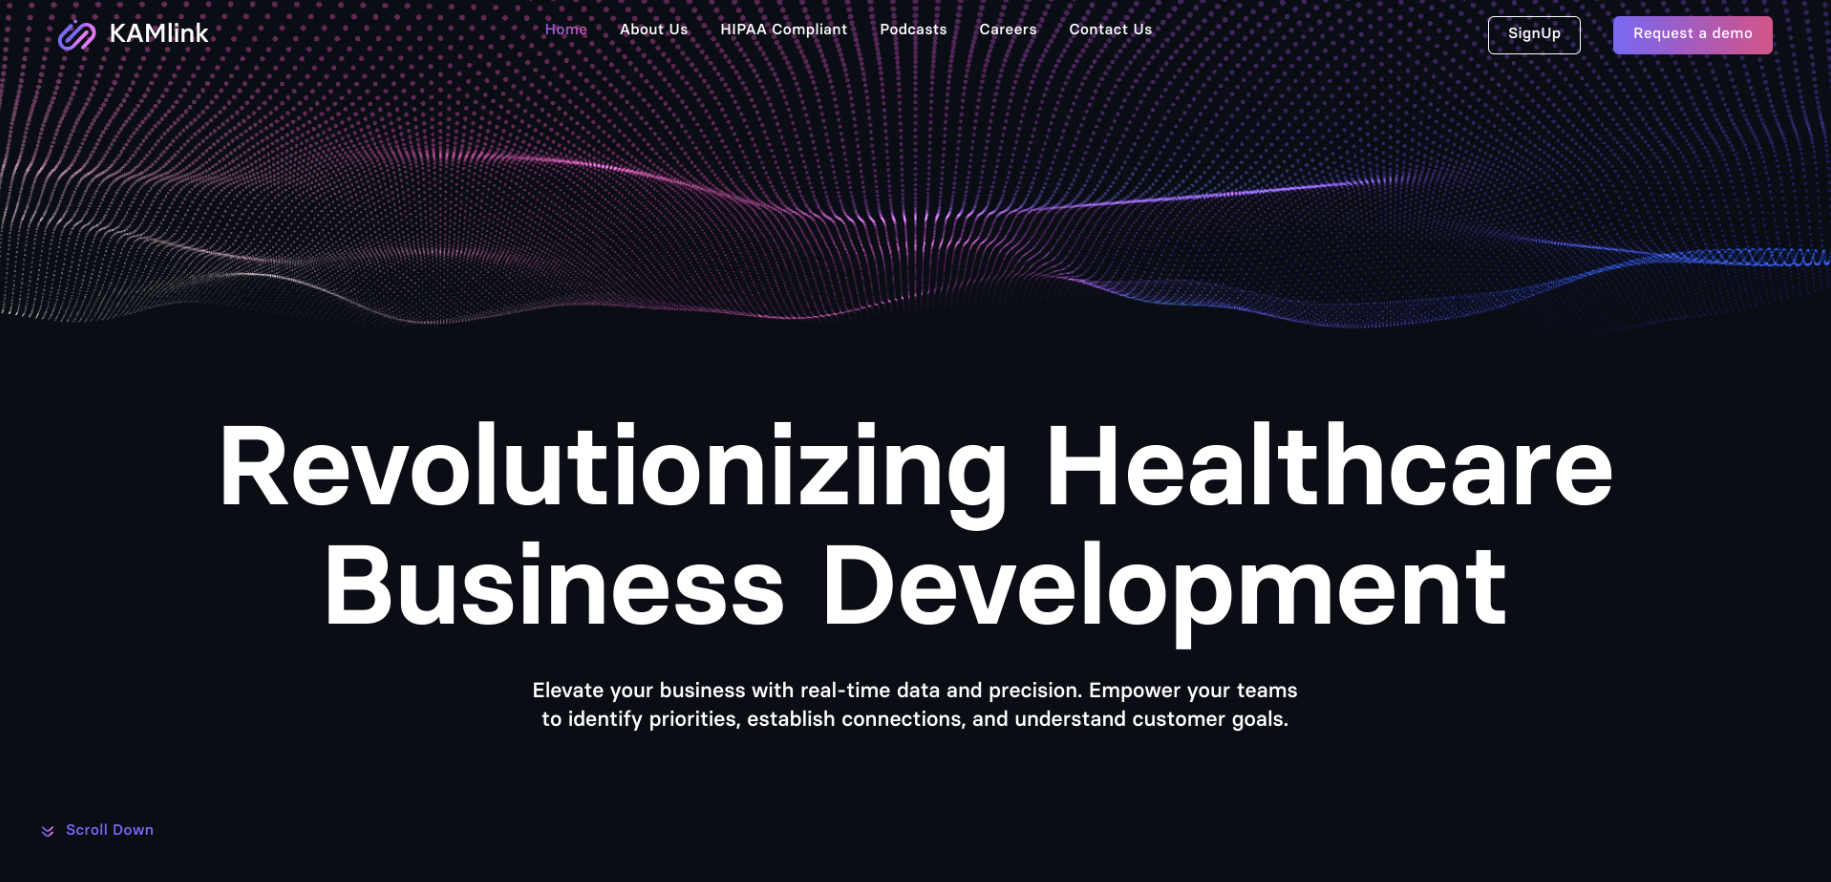 KAMlink
Home About Us HIPAA Compliant Podcasts Careers Contact Us
SignUp
Request a demo
Revolutionizing Healthcare
Business Development
Elevate your business with real-time data and precision. Empower your teams
to identify priorities, establish connections, and understand customer goals.
Scroll Down